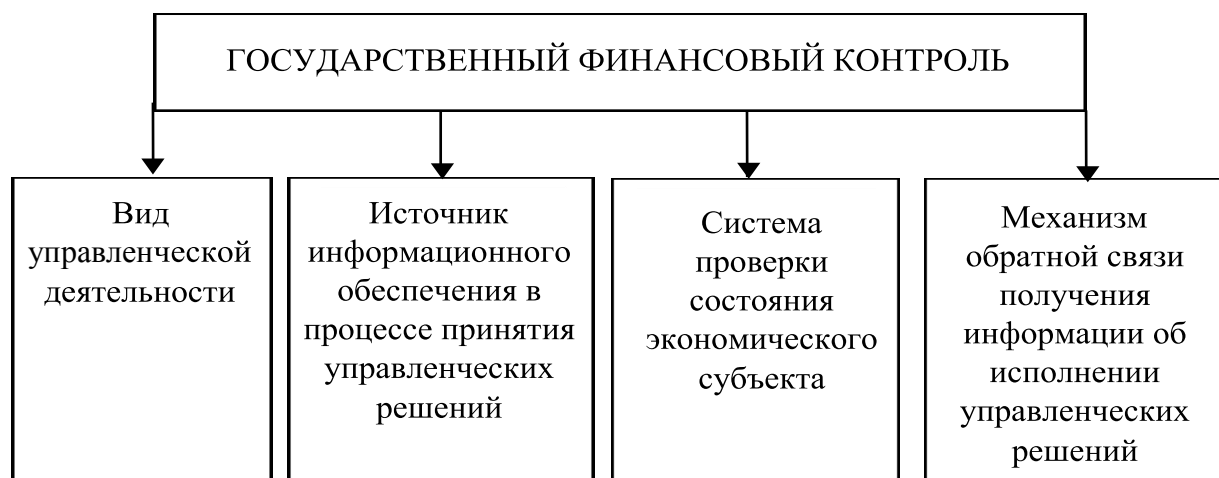 ГОСУДАРСТВЕННЫЙ ФИНАНСОВЫЙ КОНТРОЛЬ
Вид
управленческой
деятельности
Источник
информационного
обеспечения в
процессе принятия
управленческих
решений
Система
проверки
состояния
экономического
субъекта
Механизм
обратной связи
получения
информации об
исполнении
управленческих
решений